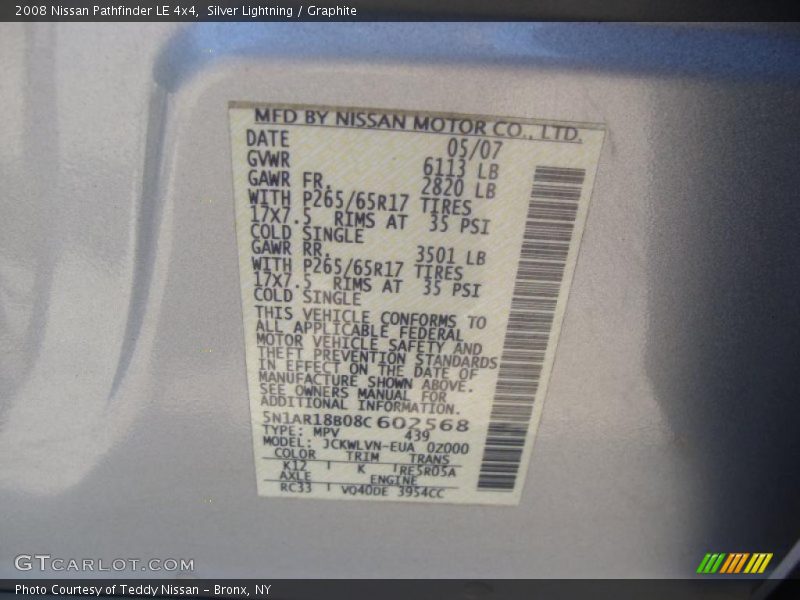 2008 Nissan Pathfinder LE 4x4,  Silver Lightning / Graphite
MFD BY NISSAN MOTOR CO., LTD.
DATE 05/07
GVWR 6113 LB
GAWR FR. 2820 LB
WITH P265/65R17 TIRES
17X7.5 RIMS AT 35 PSI
COLD SINGLE
GAWR RR. 3501 LB
WITH P265/65R17 TIRES
17X7.5 RIMS AT 35 PSI
COLD SINGLE
THIS VEHICLE CONFORMS TO
ALL APPLICABLE FEDERAL
MOTOR VEHICLE SAFETY AND
THEFT PREVENTION STANDARDS
IN EFFECT ON THE DATE OF
MANUFACTURE SHOWN ABOVE.
SEE OWNERS MANUAL FOR
ADDITIONAL INFORMATION.
5N1AR18B08C602568
TYPE: MPV 439
MODEL: JCKWLVN-EUA 0Z000
COLOR TRIM TRANS
K12 K RE5R05A
AXLE ENGINE
RC33 VQ40DE 3954CC
GTCARLOT.COM
Photo Courtesy of Teddy Nissan – Bronx, NY